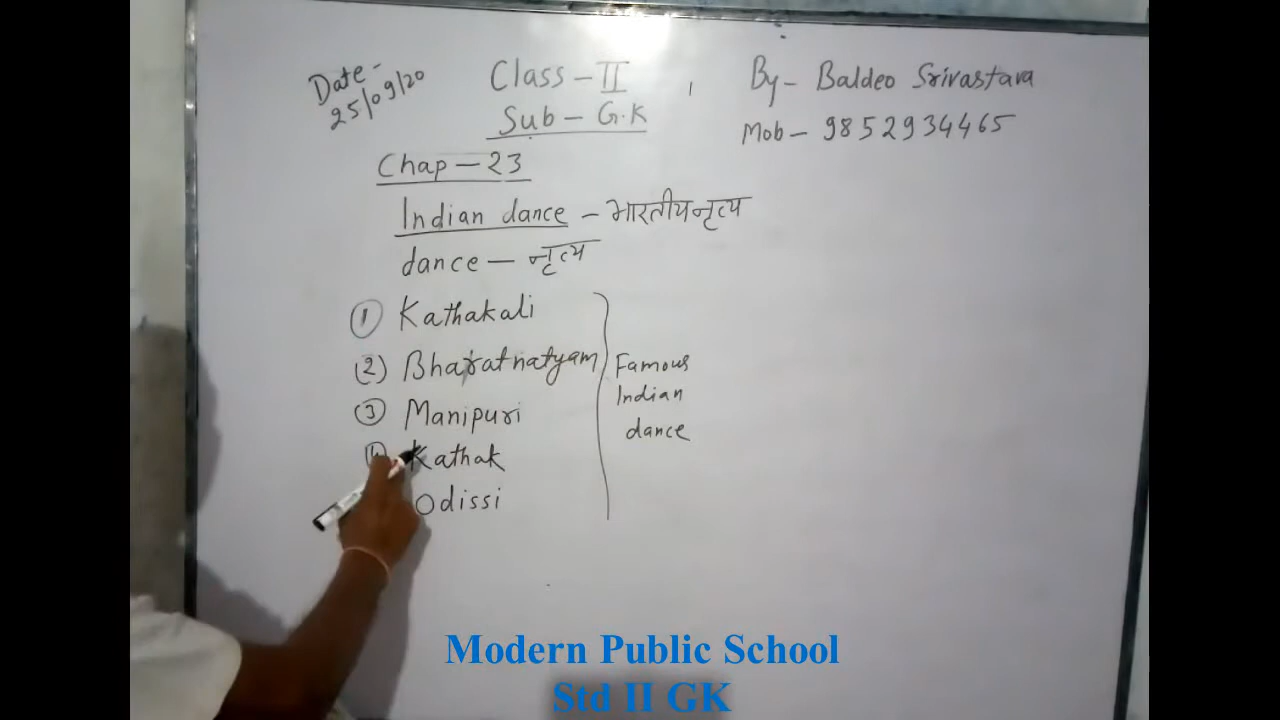 Date -
25/09/20
Class - II
By - Baldeo Srivastava
Sub - G.K
Mob - 9852934465
Chap - 23
Indian dance - भारतीय नृत्य
dance - नृत्य
① Kathakali
② Bharatnatyam
③ Manipuri
④ Kathak
Odissi
Famous
Indian
dance
Modern Public School
Std II GK